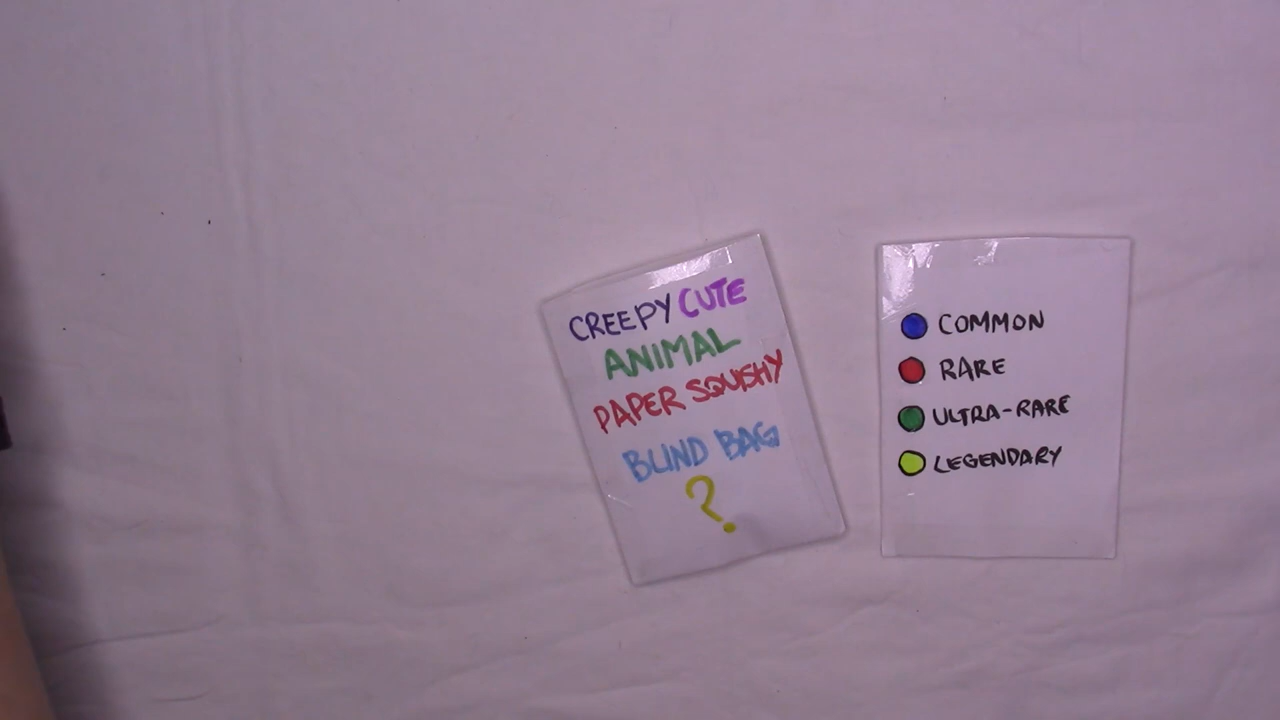 CREEPY CUTE
ANIMAL
PAPER SQUISHY
BLIND BAG
?
COMMON
RARE
ULTRA-RARE
LEGENDARY